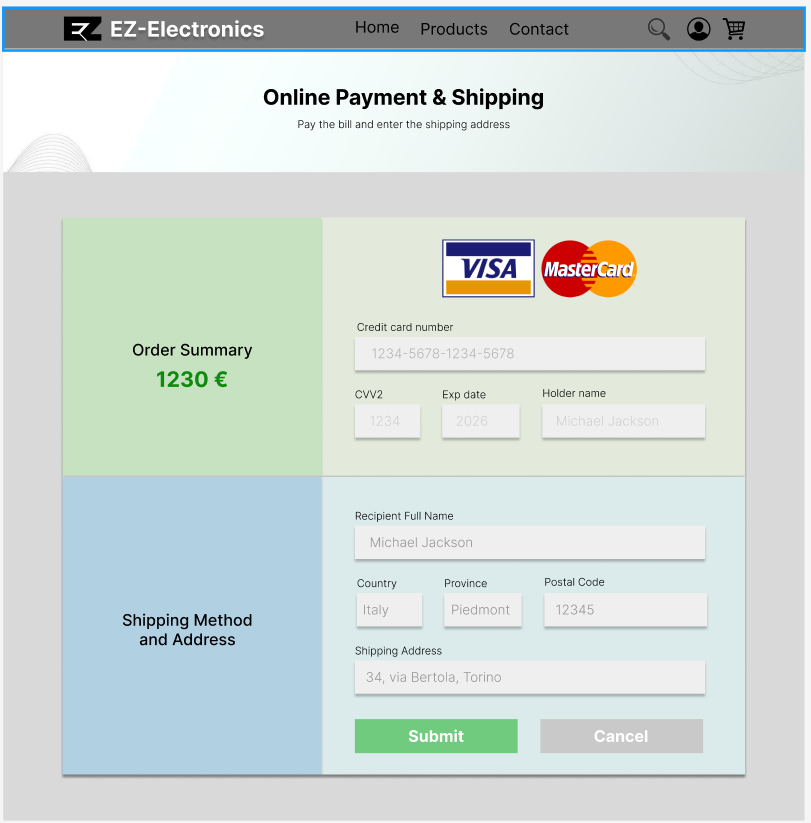 EZ EZ-Electronics Home Products Contact
Online Payment & Shipping
Pay the bill and enter the shipping address
VISA MasterCard
Order Summary
1230 €
Credit card number
1234-5678-1234-5678
CVV2 Exp date Holder name
1234 2026 Michael Jackson
Shipping Method
and Address
Recipient Full Name
Michael Jackson
Country Province Postal Code
Italy Piedmont 12345
Shipping Address
34, via Bertola, Torino
Submit Cancel